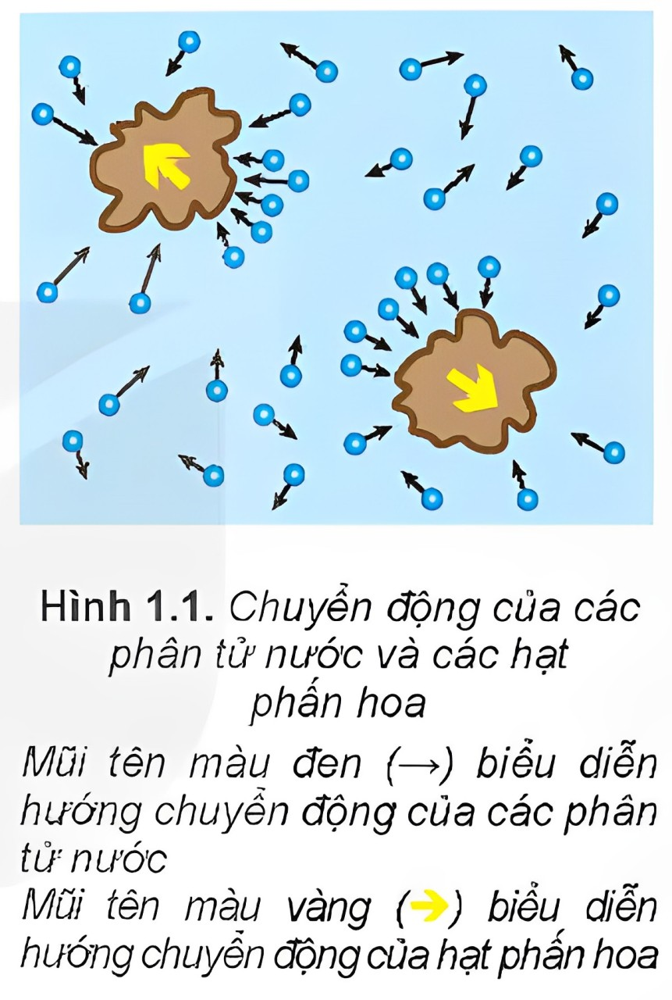 Hình 1.1. Chuyển động của các
phân tử nước và các hạt
phấn hoa
Mũi tên màu đen (→) biểu diễn
hướng chuyển động của các phân
tử nước
Mũi tên màu vàng (→) biểu diễn
hướng chuyển động của hạt phấn hoa